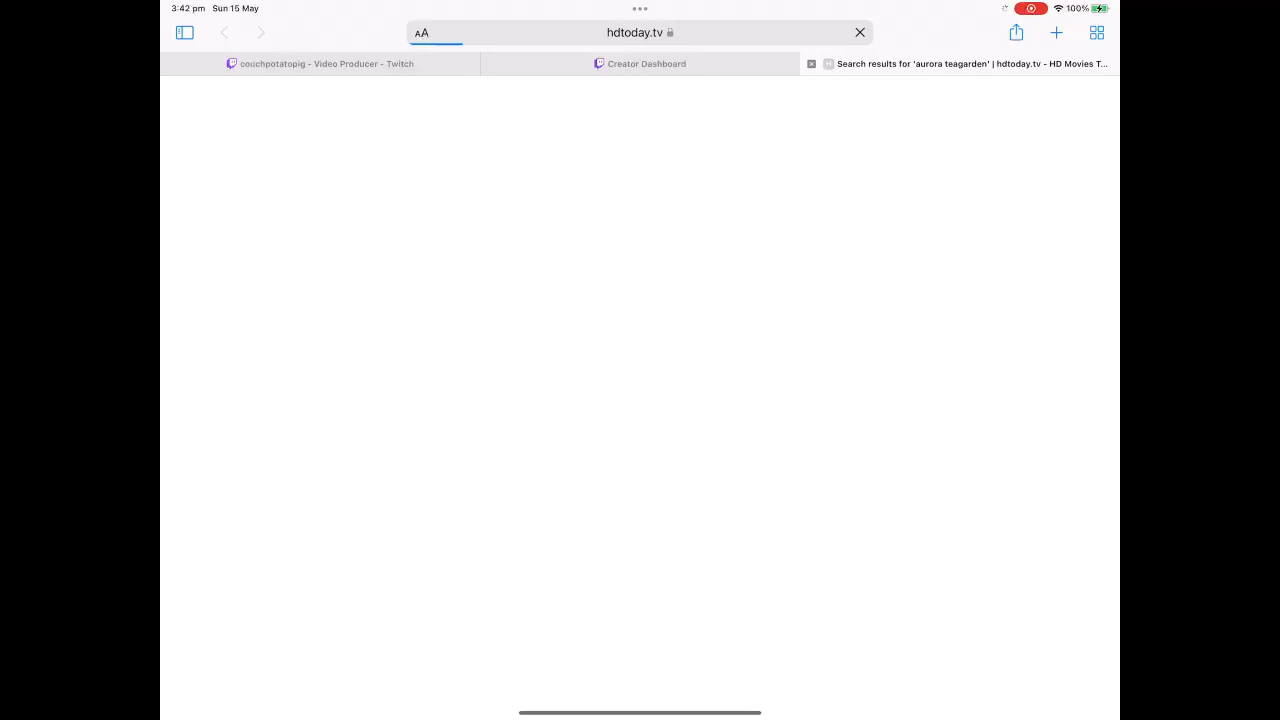 3:42 pm Sun 15 May
100%
AA
hdtoday.tv
couchpotatopig - Video Producer - Twitch
Creator Dashboard
Search results for 'aurora teagarden' | hdtoday.tv - HD Movies T...